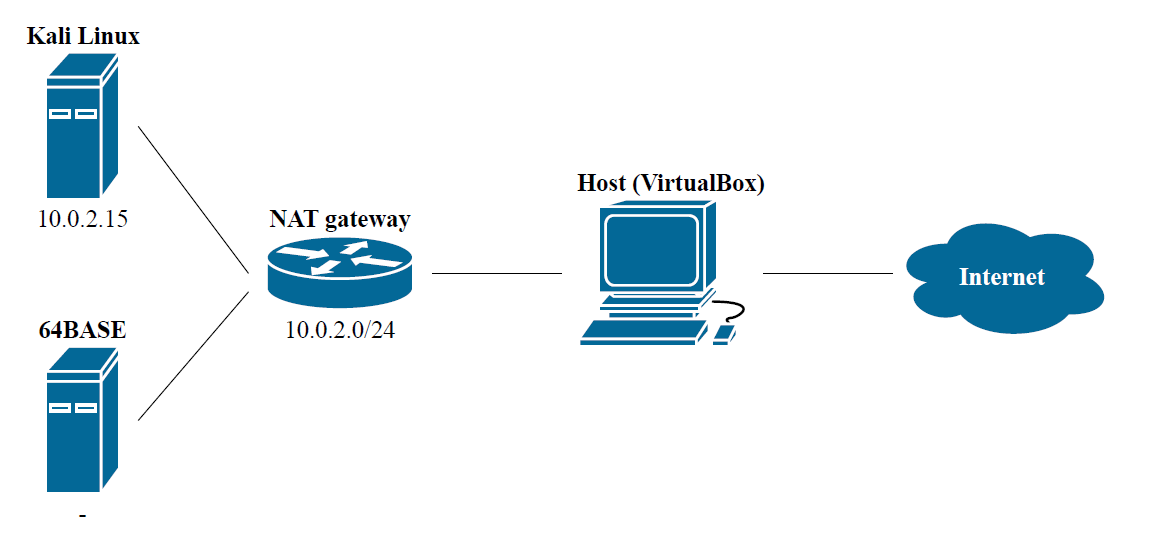 Kali Linux
10.0.2.15
NAT gateway
10.0.2.0/24
64BASE
-
Host (VirtualBox)
Internet